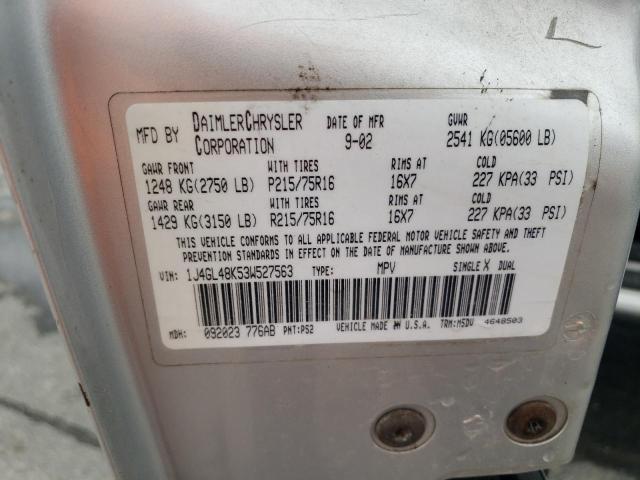 MFD BY DAIMLERCHRYSLER CORPORATION DATE OF MFR 9-02 GVWR 2541 KG(05600 LB)
GAWR FRONT WITH TIRES RIMS AT COLD
1248 KG(2750 LB) P215/75R16 16X7 227 KPA(33 PSI)
GAWR REAR WITH TIRES RIMS AT COLD
1429 KG(3150 LB) R215/75R16 16X7 227 KPA(33 PSI)
THIS VEHICLE CONFORMS TO ALL APPLICABLE FEDERAL MOTOR VEHICLE SAFETY AND THEFT
PREVENTION STANDARDS IN EFFECT ON THE DATE OF MANUFACTURE SHOWN ABOVE.
VIN: 1J4GL48K53W527563 TYPE: MPV SINGLE X DUAL
MDH: 092023 776AB PNT: PS2 VEHICLE MADE IN U.S.A. TRM: M5DV 4648503